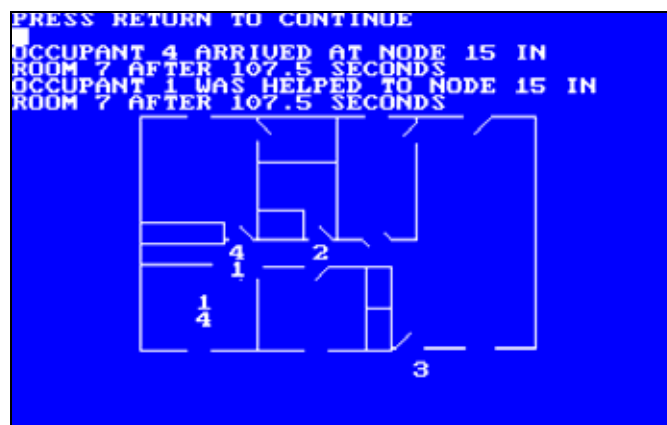 PRESS RETURN TO CONTINUE
OCCUPANT 4 ARRIVED AT NODE 15 IN
ROOM 7 AFTER 107.5 SECONDS
OCCUPANT 1 WAS HELPED TO NODE 15 IN
ROOM 7 AFTER 107.5 SECONDS
4 2
1
1
4
3